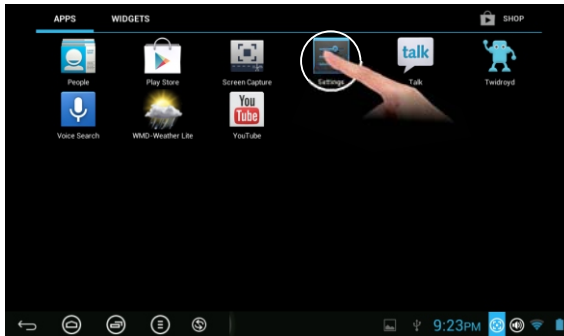 APPS WIDGETS SHOP
People Play Store Screen Capture Settings talk Talk Twidroyd
Voice Search WMD-Weather Lite You Tube YouTube
9:23PM